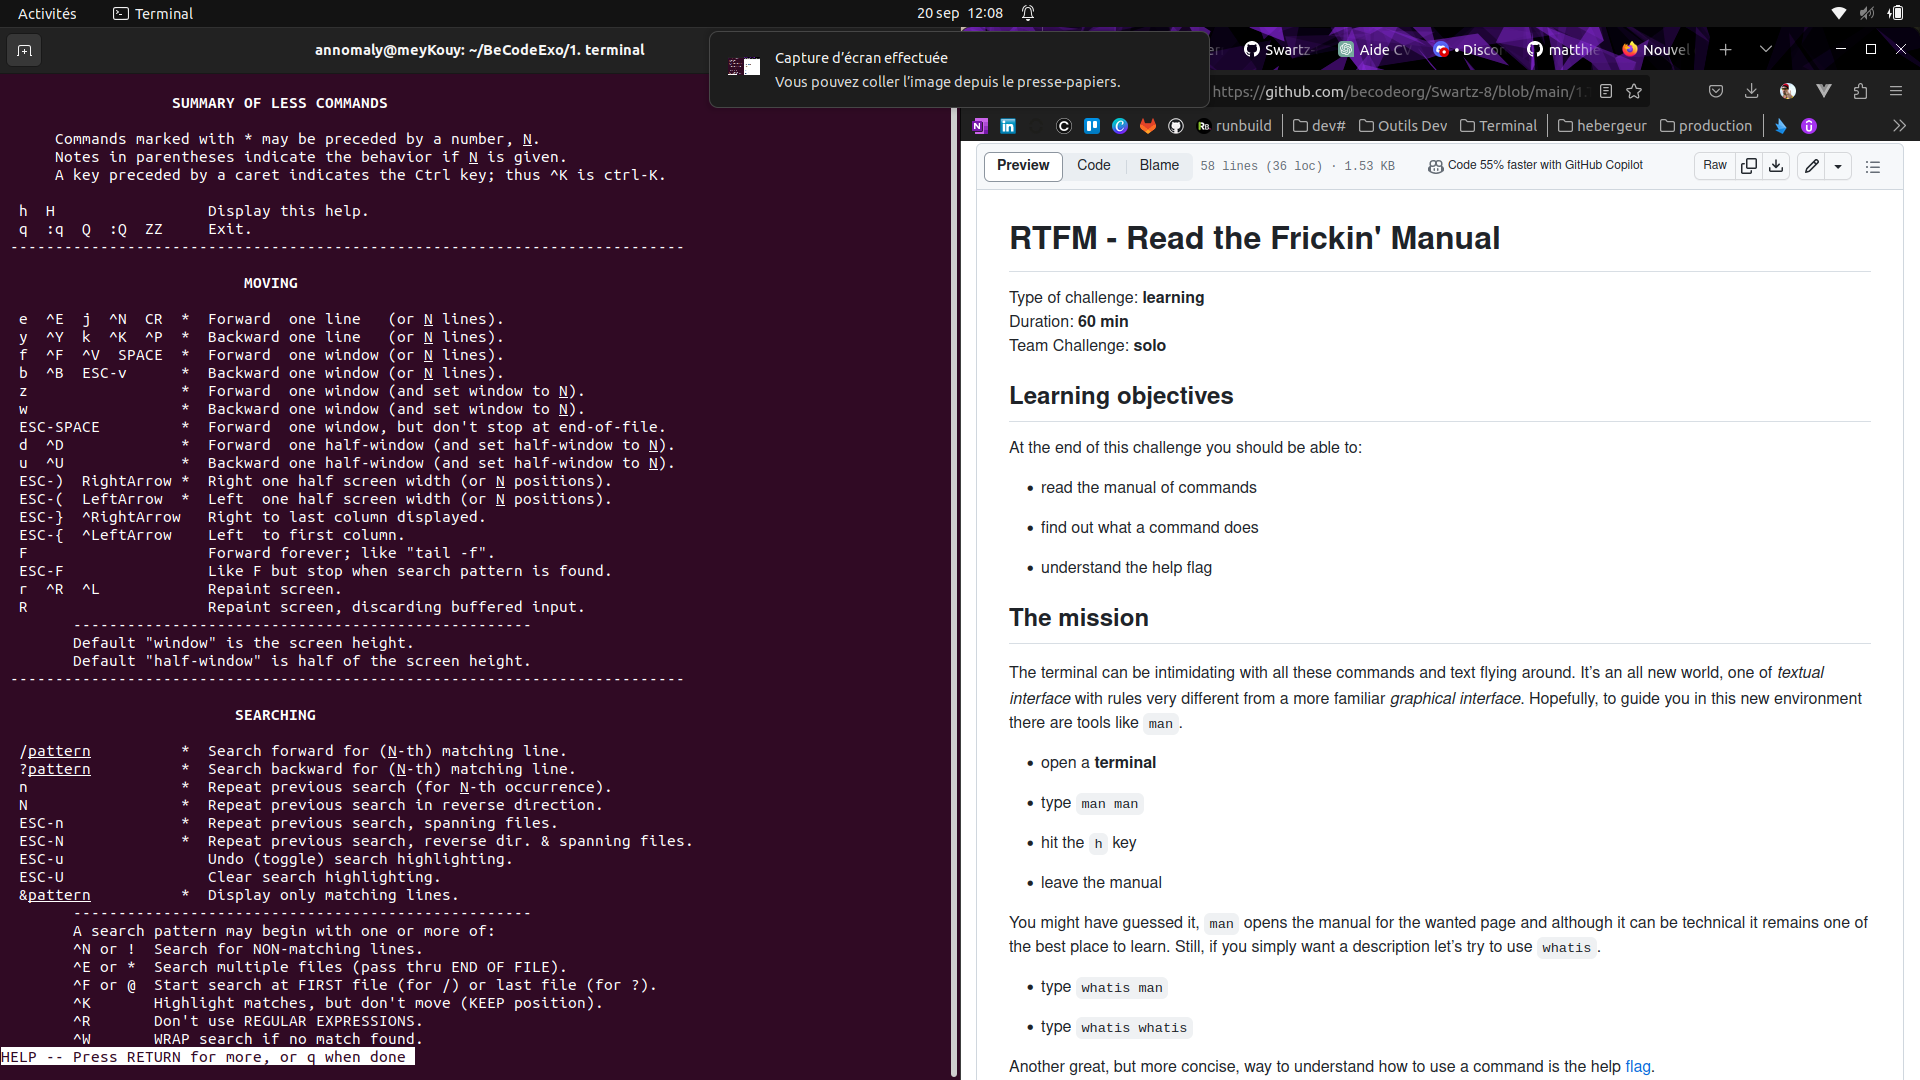 Activités
Terminal
20 sep 12:08
annomaly@meyKouy: ~/BeCodeExo/1. terminal
Capture d'écran effectuée
Vous pouvez coller l'image depuis le presse-papiers.
Swartz-
Aide CV
• Discor
matthie
Nouvel
https://github.com/becodeorg/Swartz-8/blob/main/1.
runbuild
dev#
Outils Dev
Terminal
hebergeur
production
SUMMARY OF LESS COMMANDS
Commands marked with * may be preceded by a number, N.
Notes in parentheses indicate the behavior if N is given.
A key preceded by a caret indicates the Ctrl key; thus ^K is ctrl-K.
h  H                 Display this help.
q  :q  Q  :Q  ZZ     Exit.
---------------------------------------------------------------------------
MOVING
e  ^E  j  ^N  CR  *  Forward  one line   (or N lines).
y  ^Y  k  ^K  ^P  *  Backward one line   (or N lines).
f  ^F  ^V  SPACE  *  Forward  one window (or N lines).
b  ^B  ESC-v      *  Backward one window (or N lines).
z                 *  Forward  one window (and set window to N).
w                 *  Backward one window (and set window to N).
ESC-SPACE         *  Forward  one window, but don't stop at end-of-file.
d  ^D             *  Forward  one half-window (and set half-window to N).
u  ^U             *  Backward one half-window (and set half-window to N).
ESC-)  RightArrow *  Right one half screen width (or N positions).
ESC-(  LeftArrow  *  Left  one half screen width (or N positions).
ESC-}  ^RightArrow   Right to last column displayed.
ESC-{  ^LeftArrow    Left  to first column.
F                    Forward forever; like "tail -f".
ESC-F                Like F but stop when search pattern is found.
r  ^R  ^L            Repaint screen.
R                    Repaint screen, discarding buffered input.
---------------------------------------------------
Default "window" is the screen height.
Default "half-window" is half of the screen height.
---------------------------------------------------------------------------
SEARCHING
/pattern          *  Search forward for (N-th) matching line.
?pattern          *  Search backward for (N-th) matching line.
n                 *  Repeat previous search (for N-th occurrence).
N                 *  Repeat previous search in reverse direction.
ESC-n             *  Repeat previous search, spanning files.
ESC-N             *  Repeat previous search, reverse dir. & spanning files.
ESC-u                Undo (toggle) search highlighting.
ESC-U                Clear search highlighting.
&pattern          *  Display only matching lines.
---------------------------------------------------
A search pattern may begin with one or more of:
^N or !  Search for NON-matching lines.
^E or *  Search multiple files (pass thru END OF FILE).
^F or @  Start search at FIRST file (for /) or last file (for ?).
^K       Highlight matches, but don't move (KEEP position).
^R       Don't use REGULAR EXPRESSIONS.
^W       WRAP search if no match found.
HELP -- Press RETURN for more, or q when done
Preview
Code
Blame
58 lines (36 loc) · 1.53 KB
Code 55% faster with GitHub Copilot
Raw
RTFM - Read the Frickin' Manual
Type of challenge: learning
Duration: 60 min
Team Challenge: solo
Learning objectives
At the end of this challenge you should be able to:
• read the manual of commands
• find out what a command does
• understand the help flag
The mission
The terminal can be intimidating with all these commands and text flying around. It's an all new world, one of textual
interface with rules very different from a more familiar graphical interface. Hopefully, to guide you in this new environment
there are tools like man.
• open a terminal
• type man man
• hit the h key
• leave the manual
You might have guessed it, man opens the manual for the wanted page and although it can be technical it remains one of
the best place to learn. Still, if you simply want a description let's try to use whatis.
• type whatis man
• type whatis whatis
Another great, but more concise, way to understand how to use a command is the help flag.